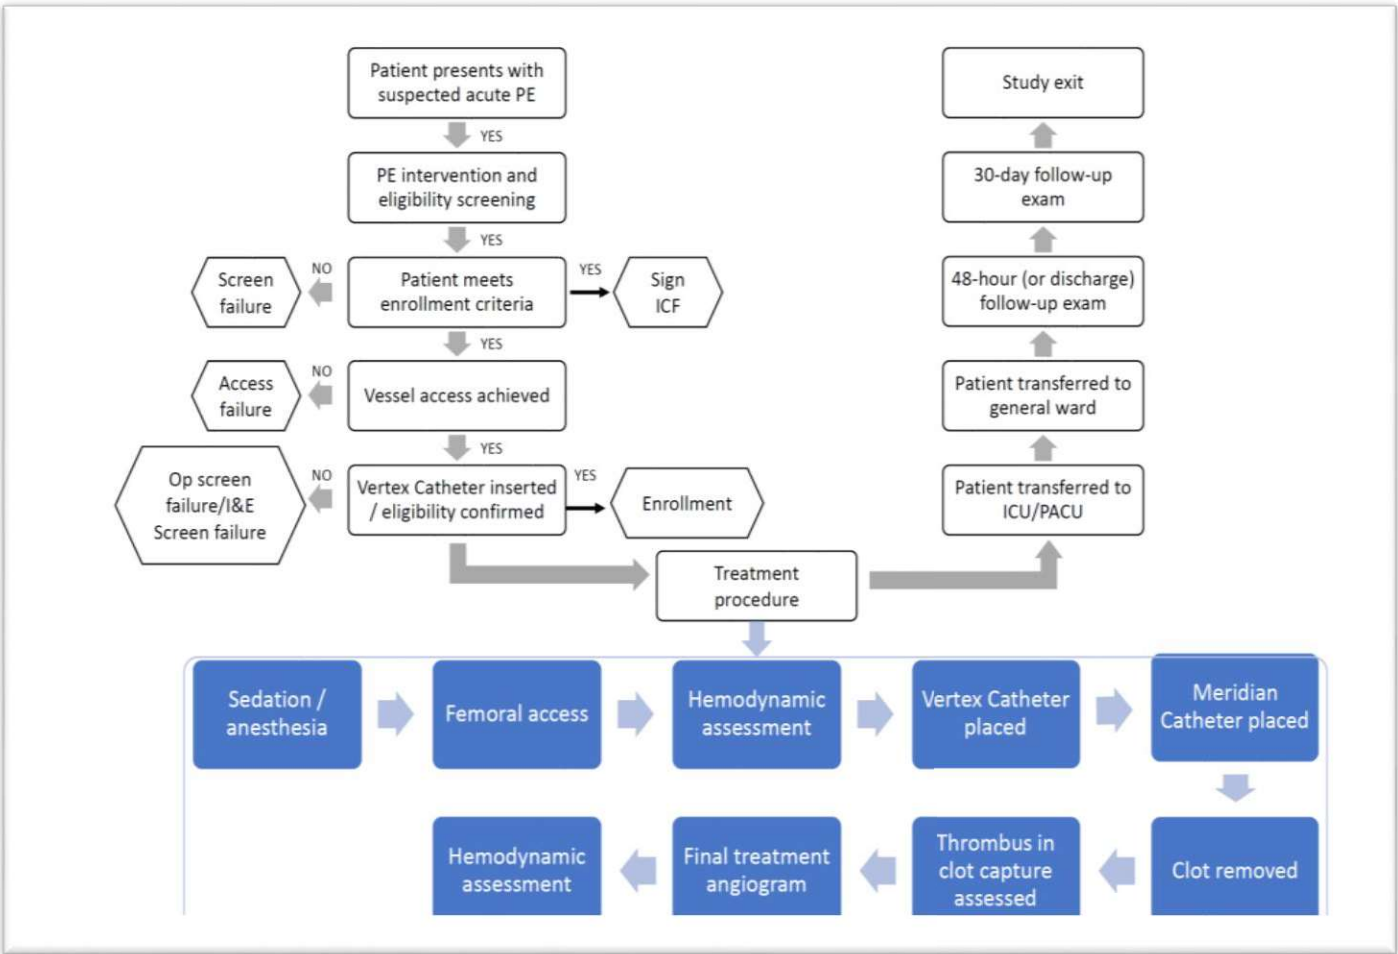 Patient presents with
suspected acute PE
YES
PE intervention and
eligibility screening
YES
NO
Screen
failure
Patient meets
enrollment criteria
YES
Sign
ICF
YES
NO
Access
failure
Vessel access achieved
YES
NO
Op screen
failure/I&E
Screen failure
Vertex Catheter inserted
/ eligibility confirmed
YES
Enrollment
Treatment
procedure
Study exit
30-day follow-up
exam
48-hour (or discharge)
follow-up exam
Patient transferred to
general ward
Patient transferred to
ICU/PACU
Sedation /
anesthesia
Femoral access
Hemodynamic
assessment
Vertex Catheter
placed
Meridian
Catheter placed
Clot removed
Thrombus in
clot capture
assessed
Final treatment
angiogram
Hemodynamic
assessment